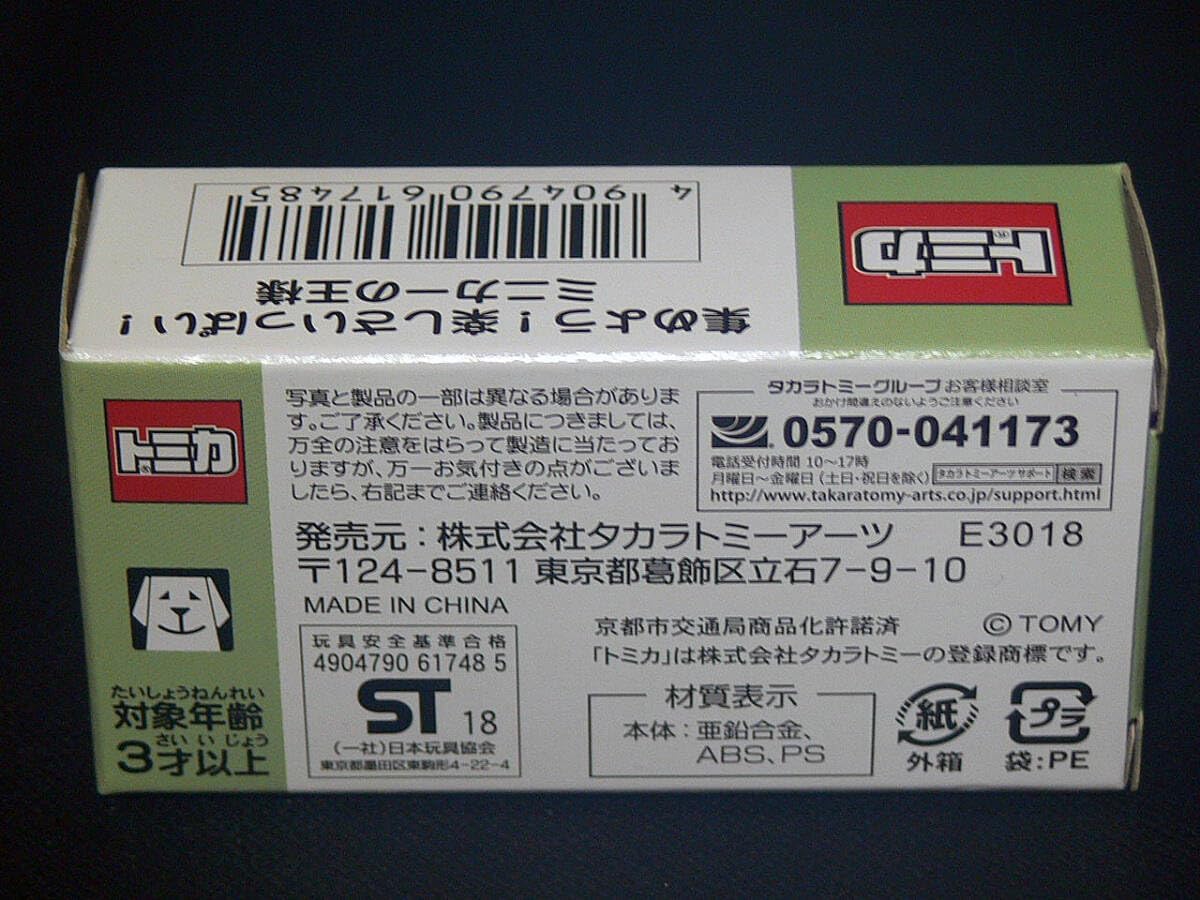 4 904790 617485
集めよう！楽しさいっぱい！
ミニカーの王様
トミカ®
トミカ®
たいしょうねんれい
対象年齢
さい いじょう
3才以上
写真と製品の一部は異なる場合がありま
す。ご了承ください。製品につきましては、
万全の注意をはらって製造に当たってお
りますが、万一お気付きの点がございま
したら、右記までご連絡ください。
タカラトミーグループ お客様相談室
おかけ間違えのないようご注意ください
0570-041173
電話受付時間 10～17時
月曜日～金曜日（土日・祝日を除く） タカラトミーアーツサポート 検索
http://www.takaratomy-arts.co.jp/support.html
発売元：株式会社タカラトミーアーツ E3018
〒124-8511 東京都葛飾区立石7-9-10
MADE IN CHINA
玩具安全基準合格
4904790 61748 5
ST 18
（一社）日本玩具協会
東京都墨田区東駒形4-22-4
京都市交通局商品化許諾済 © TOMY
「トミカ」は株式会社タカラトミーの登録商標です。
材質表示
本体：亜鉛合金、
ABS、PS
紙
外箱
プラ
袋：PE